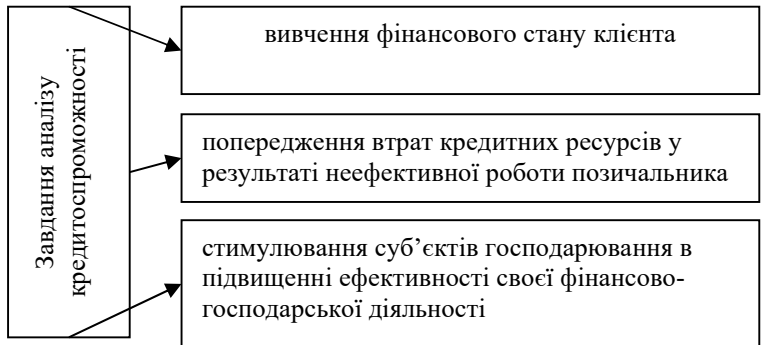 Завдання аналізу
кредитоспроможності
вивчення фінансового стану клієнта
попередження втрат кредитних ресурсів у
результаті неефективної роботи позичальника
стимулювання суб’єктів господарювання в
підвищенні ефективності своєї фінансово-
господарської діяльності